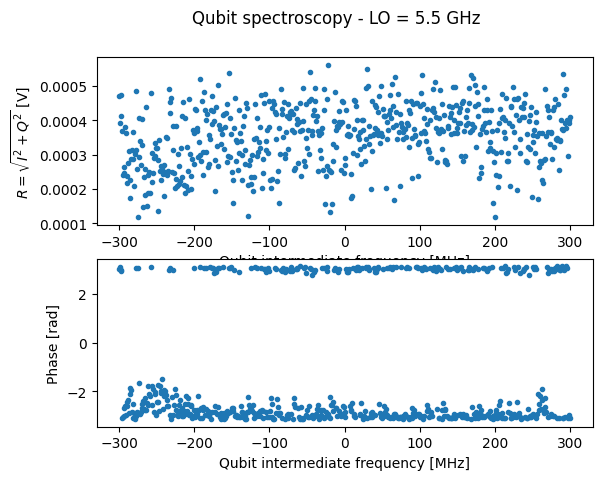 Qubit spectroscopy - LO = 5.5 GHz
R = √I² + Q² [V]
0.0005
0.0004
0.0003
0.0002
0.0001
−300 −200 −100 0 100 200 300
Qubit intermediate frequency [MHz]
Phase [rad]
2
0
−2
−300 −200 −100 0 100 200 300
Qubit intermediate frequency [MHz]